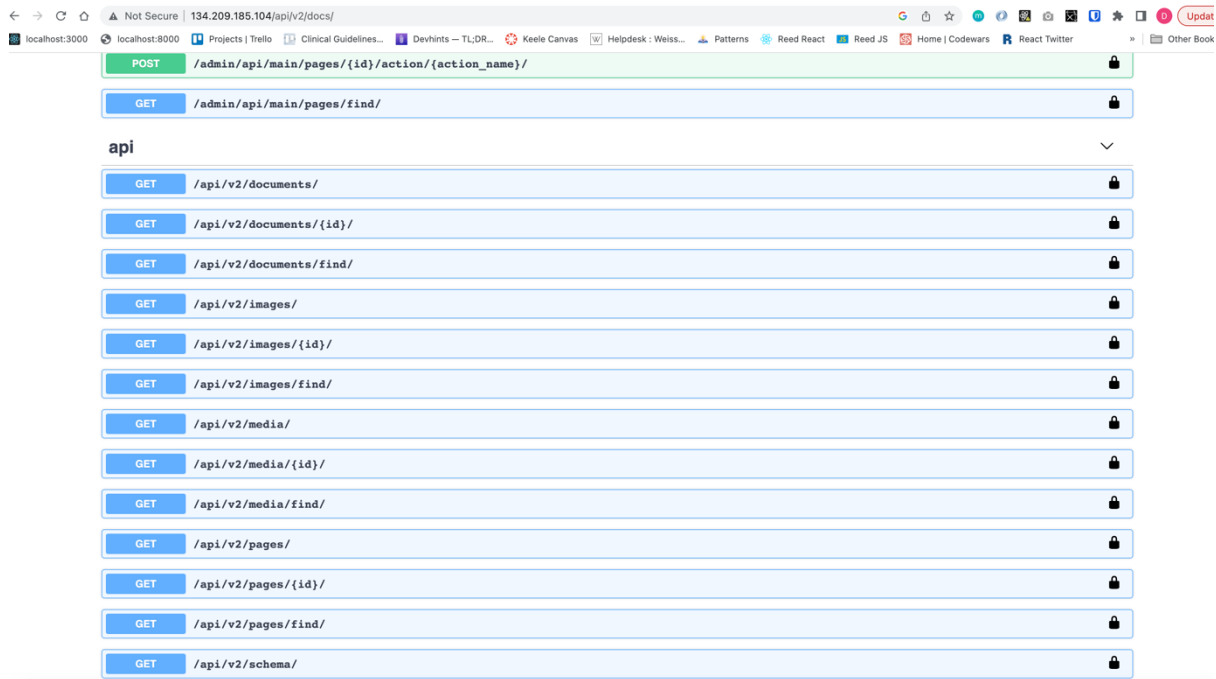 Not Secure | 134.209.185.104/api/v2/docs/ Updat
localhost:3000 localhost:8000 Projects | Trello Clinical Guidelines... Devhints — TL;DR... Keele Canvas Helpdesk : Weiss... Patterns Reed React Reed JS Home | Codewars React Twitter » Other Book
POST /admin/api/main/pages/{id}/action/{action_name}/
GET /admin/api/main/pages/find/
api
GET /api/v2/documents/
GET /api/v2/documents/{id}/
GET /api/v2/documents/find/
GET /api/v2/images/
GET /api/v2/images/{id}/
GET /api/v2/images/find/
GET /api/v2/media/
GET /api/v2/media/{id}/
GET /api/v2/media/find/
GET /api/v2/pages/
GET /api/v2/pages/{id}/
GET /api/v2/pages/find/
GET /api/v2/schema/